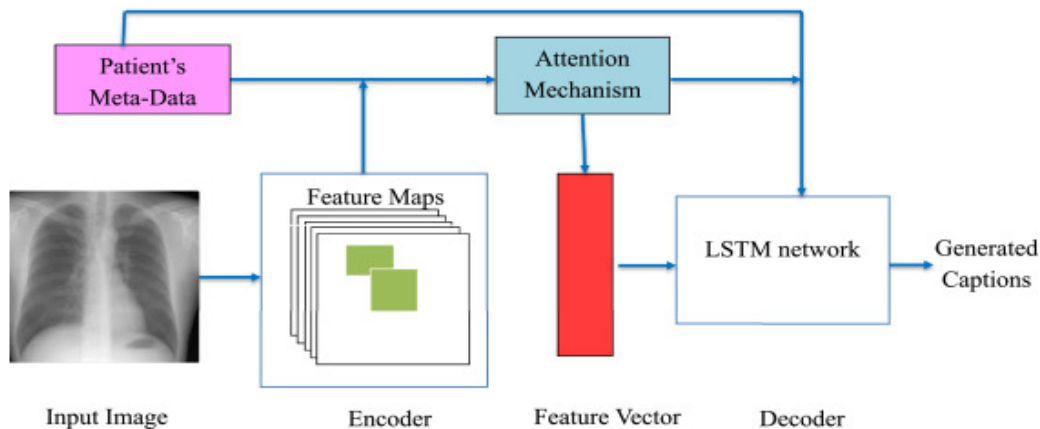 Patient's
Meta-Data
Attention
Mechanism
Feature Maps
LSTM network
Generated
Captions
Input Image
Encoder
Feature Vector
Decoder